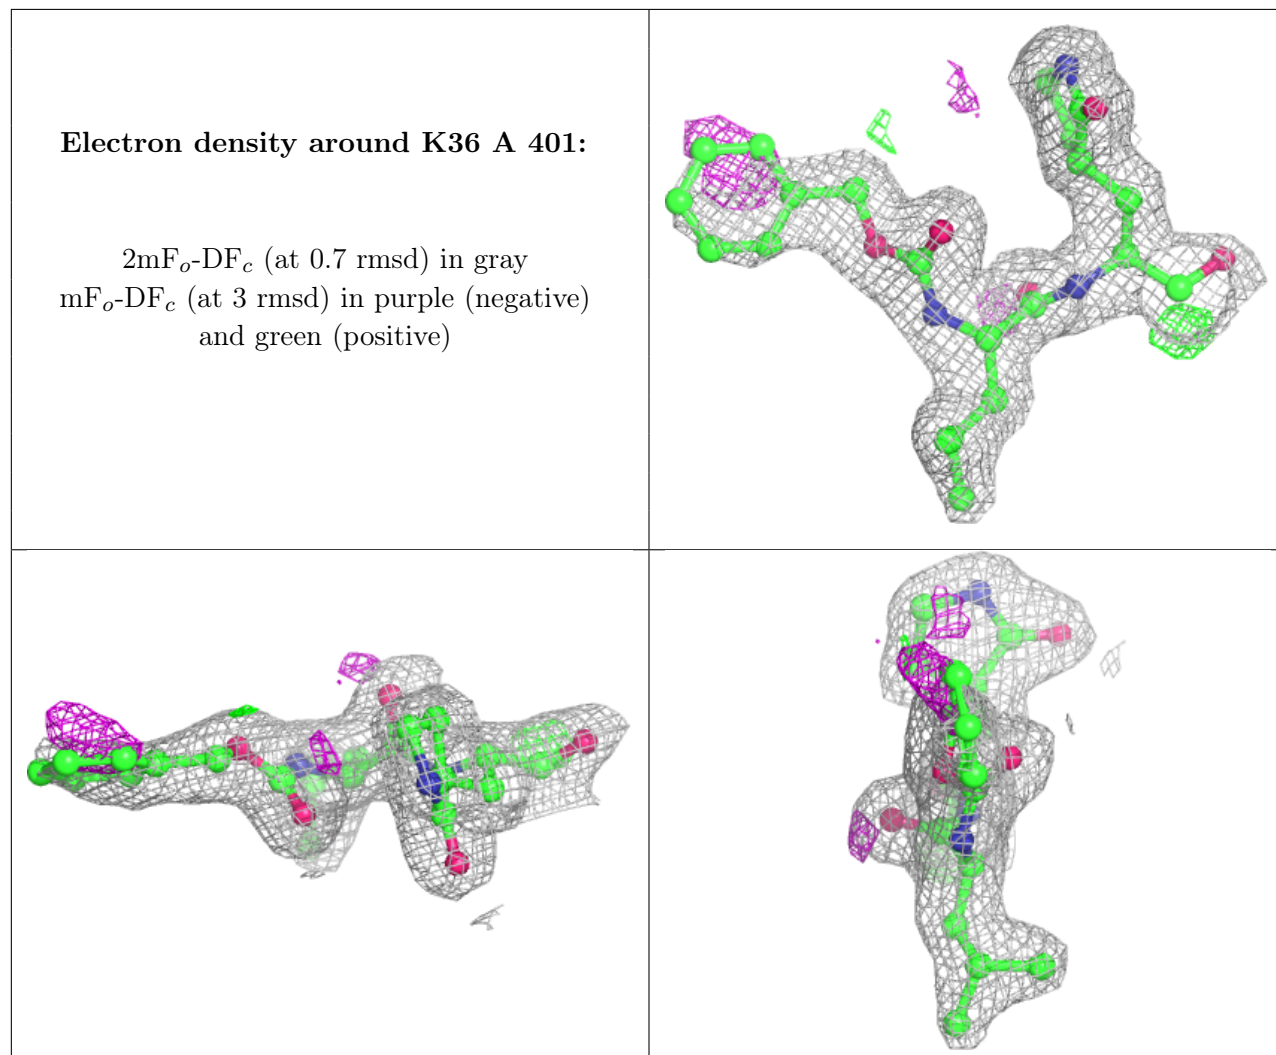 Electron density around K36 A 401:
2mFo-DFc (at 0.7 rmsd) in gray
mFo-DFc (at 3 rmsd) in purple (negative)
and green (positive)